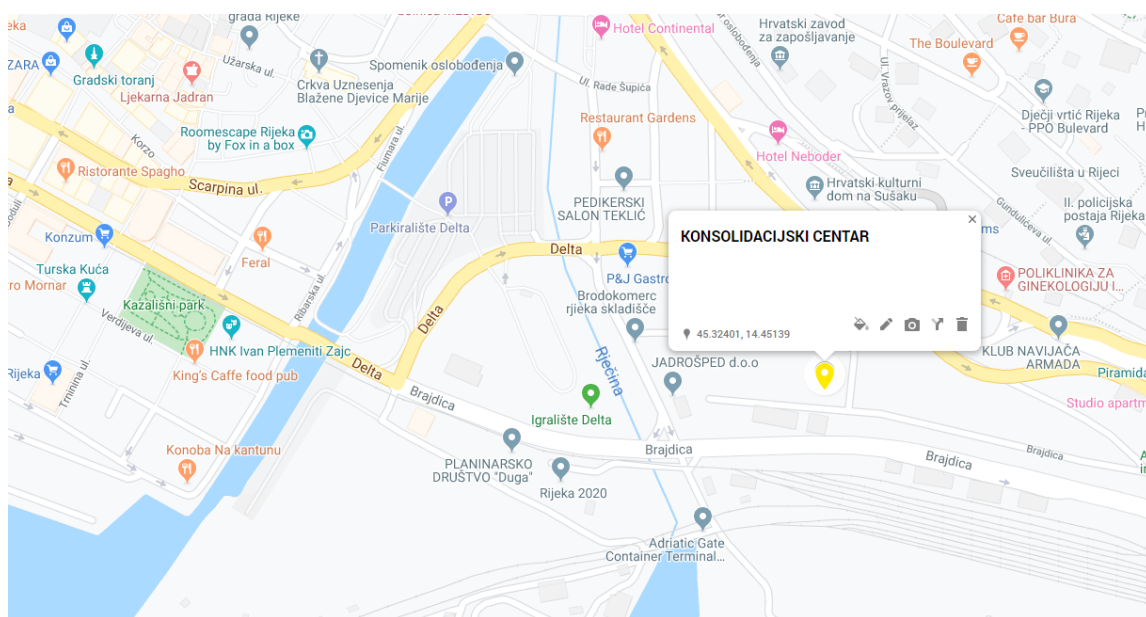 grada Rijeke
Hotel Continental
Hrvatski zavod
za zapošljavanje
Cafe bar Bura
The Boulevard
eka
ZARA
Gradski toranj
Užarska ul.
Crkva Uznesenja
Blažene Djevice Marije
Spomenik oslobođenja
Ul. Rade Šupića
ul. Vrazov prijelaz
Ljekarna Jadran
Korzo
Roomescape Rijeka
by Fox in a box
Fiumara ul.
Restaurant Gardens
Dječji vrtić Rijeka
- PPO Bulevard
Hotel Neboder
Ristorante Spagho
Scarpina ul.
Sveučilišta u Rijeci
PEDIKERSKI
SALON TEKLIĆ
Hrvatski kulturni
dom na Sušaku
Gundulićeva ul.
II. policijska
postaja Rijeka
Parkiralište Delta
Konzum
Feral
Delta
KONSOLIDACIJSKI CENTAR
ms
Turska Kuća
ro Mornar
Kazališni park
Ribarska ul.
P&J Gastro
Brodokomerc
rijeka skladišče
POLIKLINIKA ZA
GINEKOLOGIJU I...
Verdijeva ul.
HNK Ivan Plemeniti Zajc
Delta
45.32401, 14.45139
KLUB NAVIJAČA
ARMADA
Rijeka
King's Caffe food pub
Delta
Rječina
JADROŠPED d.o.o
Piramida
Trninina ul.
Brajdica
Studio apartm
Igralište Delta
Konoba Na kantunu
Brajdica
Brajdica
Brajdica
PLANINARSKO
DRUŠTVO "Duga"
Rijeka 2020
Adriatic Gate
Container Terminal...